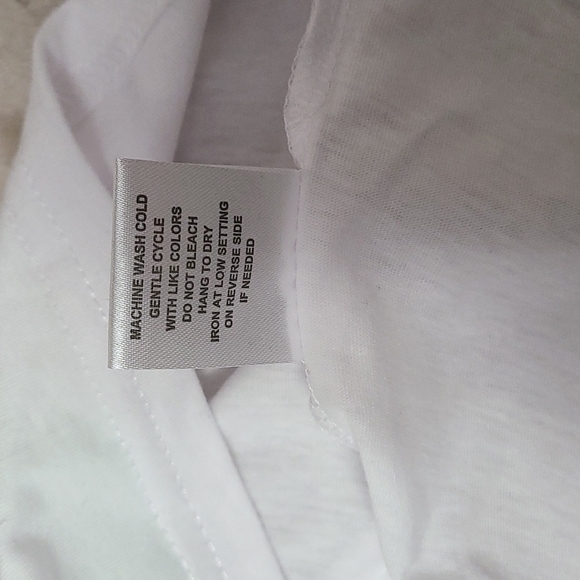 MACHINE WASH COLD
GENTLE CYCLE
WITH LIKE COLORS
DO NOT BLEACH
HANG TO DRY
IRON AT LOW SETTING
ON REVERSE SIDE
IF NEEDED